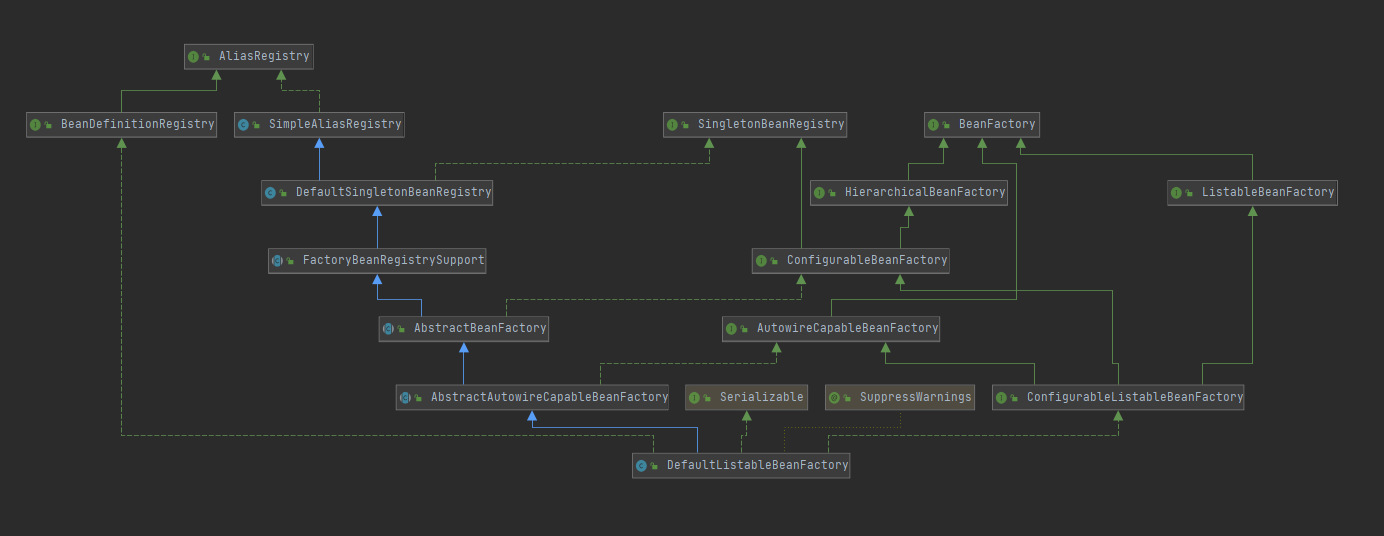 AliasRegistry
BeanDefinitionRegistry
SimpleAliasRegistry
SingletonBeanRegistry
BeanFactory
DefaultSingletonBeanRegistry
HierarchicalBeanFactory
ListableBeanFactory
FactoryBeanRegistrySupport
ConfigurableBeanFactory
AbstractBeanFactory
AutowireCapableBeanFactory
AbstractAutowireCapableBeanFactory
Serializable
SuppressWarnings
ConfigurableListableBeanFactory
DefaultListableBeanFactory